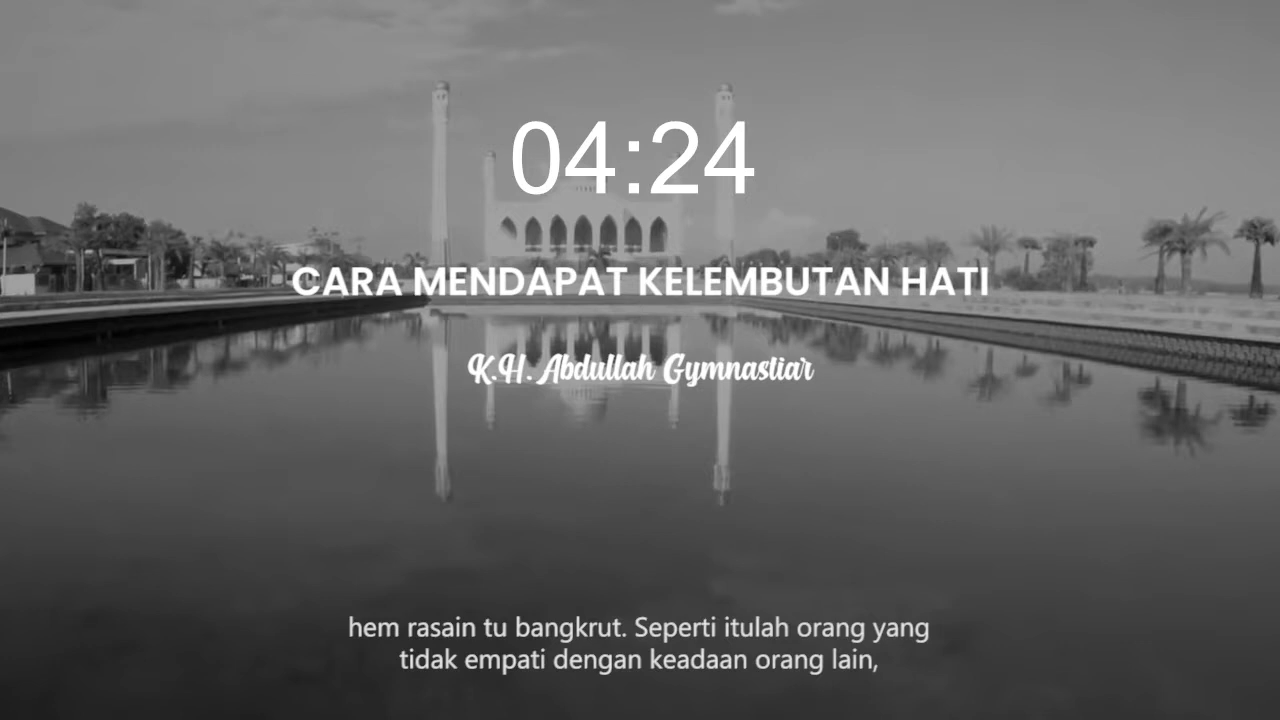 04:24
CARA MENDAPAT KELEMBUTAN HATI
K.H. Abdullah Gymnastiar
hem rasain tu bangkrut. Seperti itulah orang yang
tidak empati dengan keadaan orang lain,